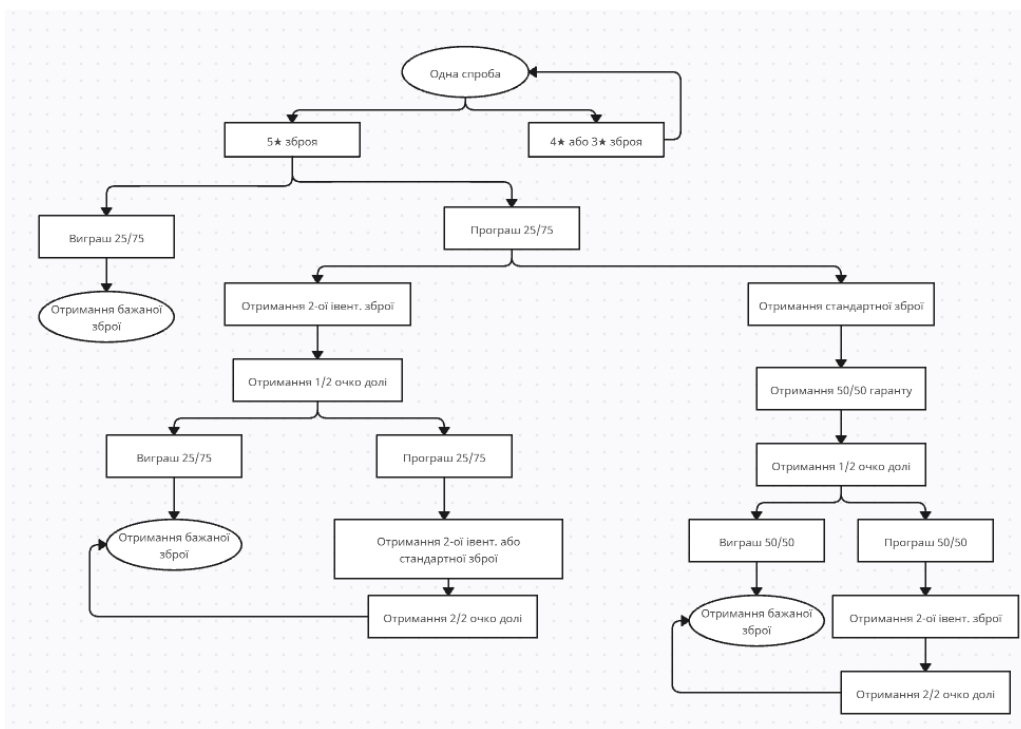 Одна спроба
5★ зброя
4★ або 3★ зброя
Виграш 25/75
Програш 25/75
Отримання бажаної
зброї
Отримання 2-ої івент. зброї
Отримання стандартної зброї
Отримання 1/2 очко долі
Отримання 50/50 гаранту
Виграш 25/75
Програш 25/75
Отримання 1/2 очко долі
Отримання бажаної
зброї
Отримання 2-ої івент. або
стандартної зброї
Виграш 50/50
Програш 50/50
Отримання 2/2 очко долі
Отримання бажаної
зброї
Отримання 2-ої івент. зброї
Отримання 2/2 очко долі